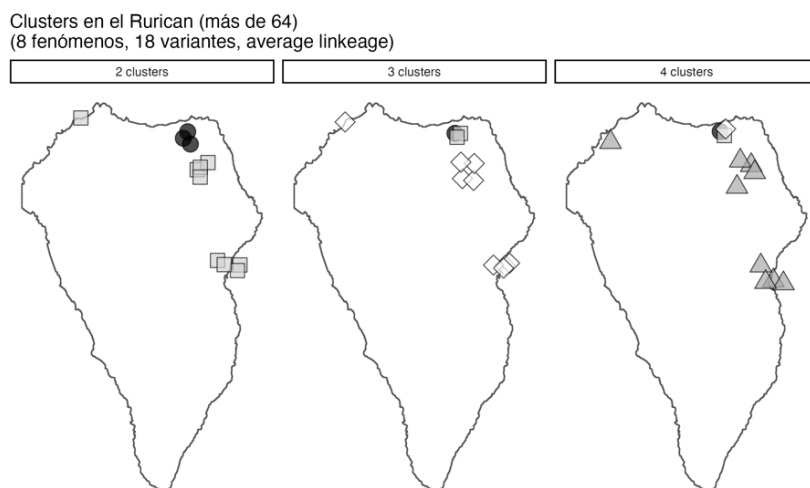 Clusters en el Rurican (más de 64)
(8 fenómenos, 18 variantes, average linkeage)
2 clusters
3 clusters
4 clusters